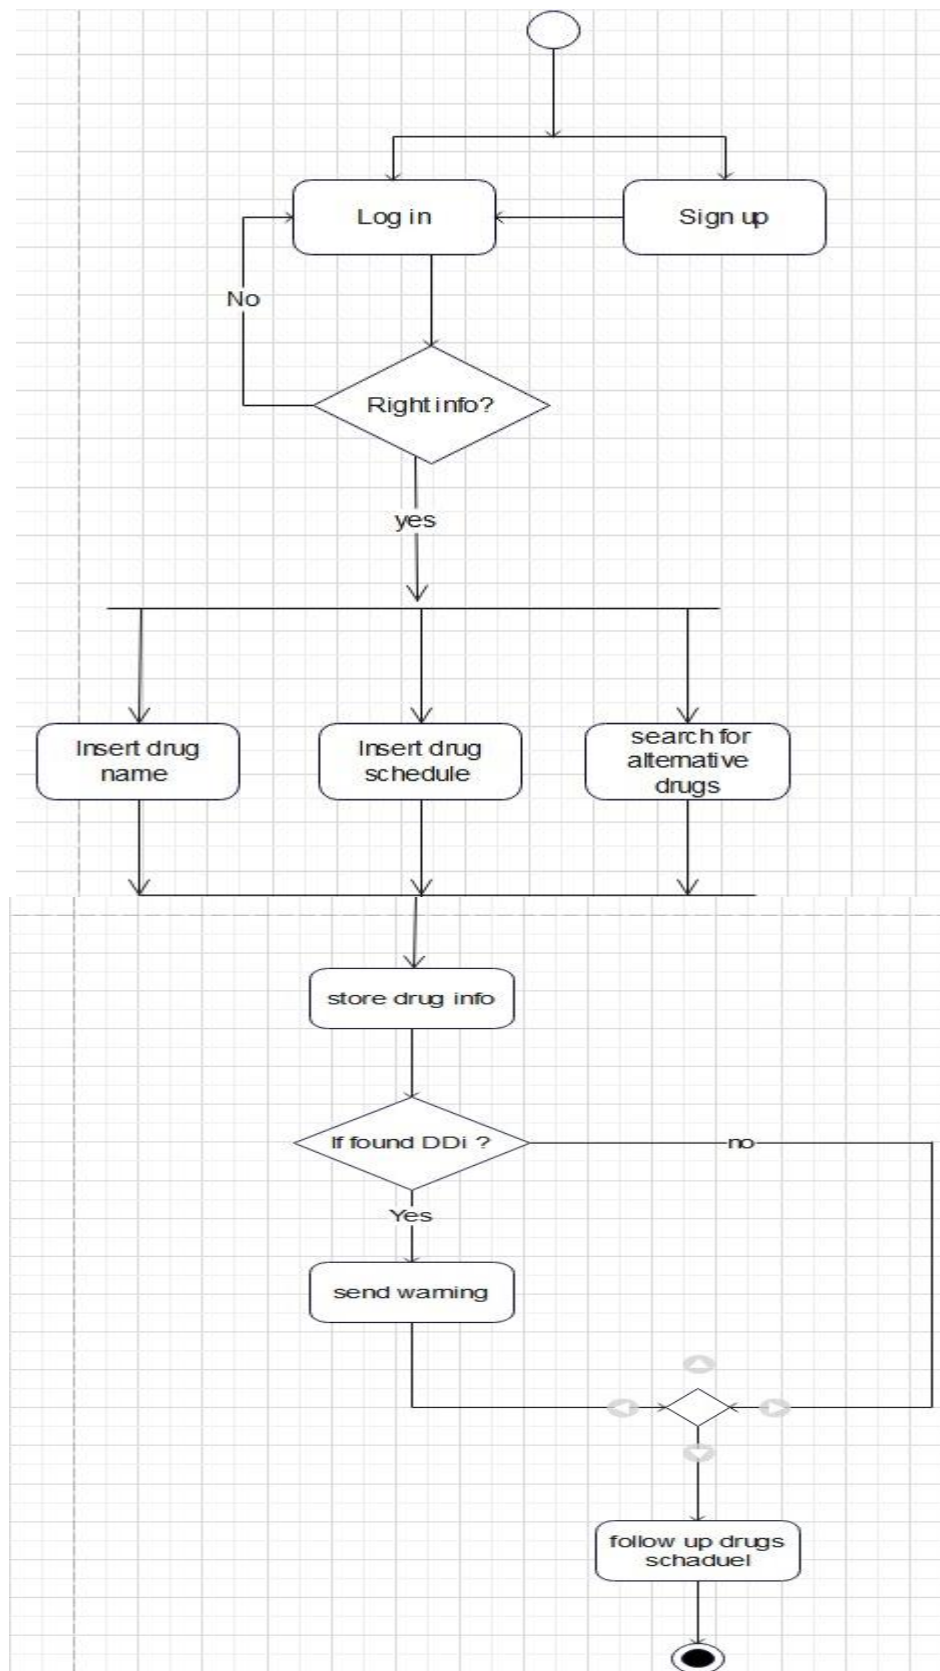 Log in
Sign up
No
Right info?
yes
Insert drug
name
Insert drug
schedule
search for
alternative
drugs
store drug info
If found DDi ?
no
Yes
send warning
follow up drugs
schaduel